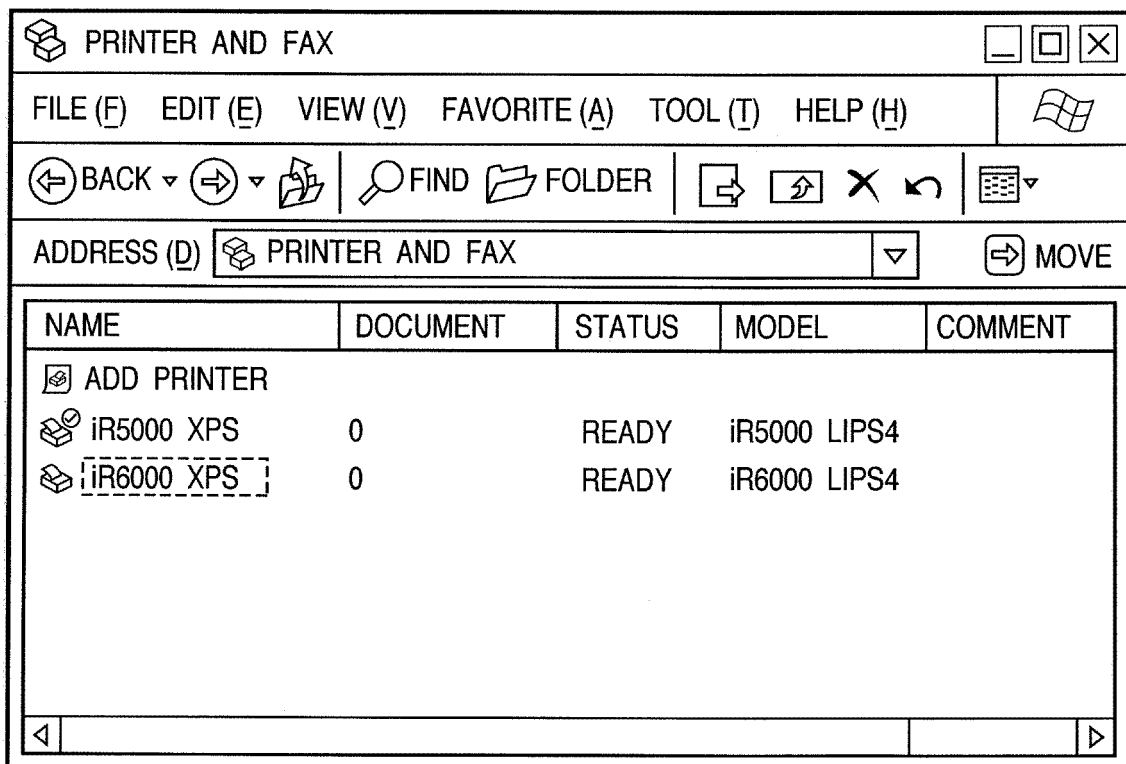 PRINTER AND FAX
FILE (F) EDIT (E) VIEW (V) FAVORITE (A) TOOL (T) HELP (H)
BACK FIND FOLDER
ADDRESS (D) PRINTER AND FAX MOVE
NAME DOCUMENT STATUS MODEL COMMENT
ADD PRINTER
iR5000 XPS 0 READY iR5000 LIPS4
iR6000 XPS 0 READY iR6000 LIPS4